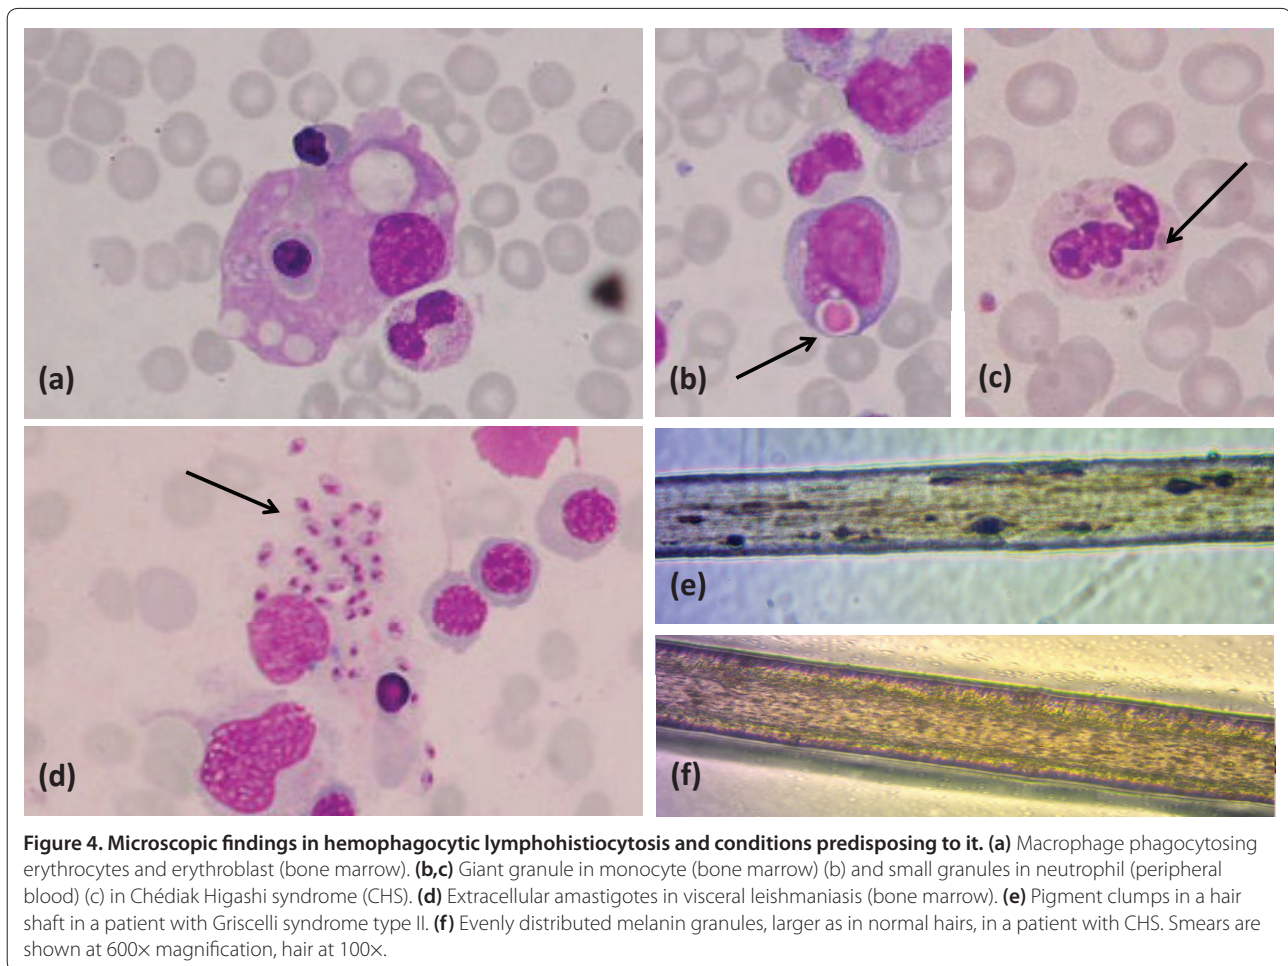 (a)
(b)
(c)
(d)
(e)
(f)
Figure 4. Microscopic findings in hemophagocytic lymphohistiocytosis and conditions predisposing to it. (a) Macrophage phagocytosing
erythrocytes and erythroblast (bone marrow). (b,c) Giant granule in monocyte (bone marrow) (b) and small granules in neutrophil (peripheral
blood) (c) in Chédiak Higashi syndrome (CHS). (d) Extracellular amastigotes in visceral leishmaniasis (bone marrow). (e) Pigment clumps in a hair
shaft in a patient with Griscelli syndrome type II. (f) Evenly distributed melanin granules, larger as in normal hairs, in a patient with CHS. Smears are
shown at 600× magnification, hair at 100×.